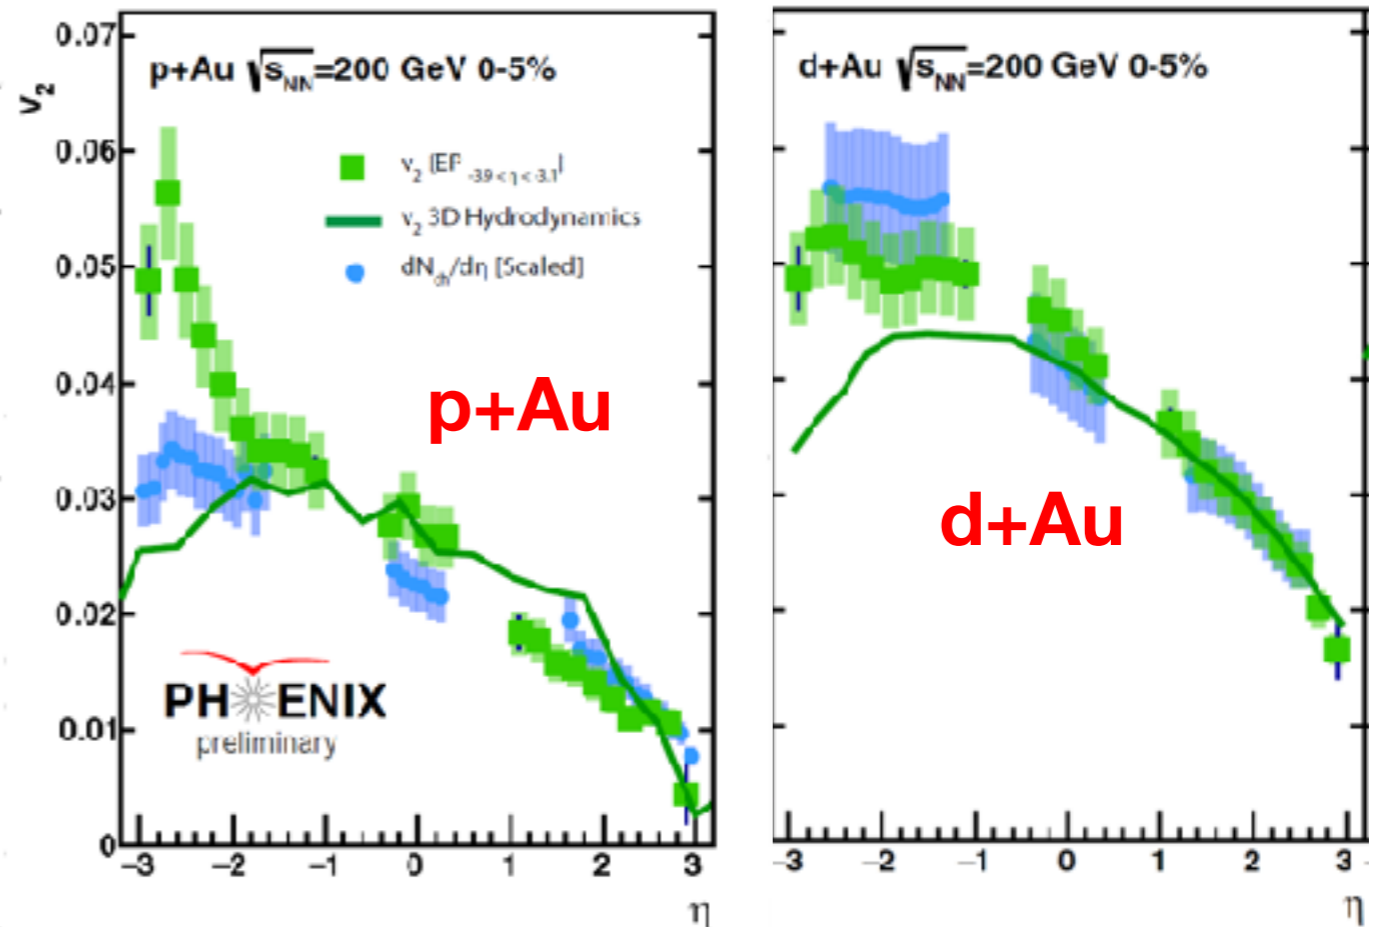 p+Au √sNN=200 GeV 0-5%
v2 [EP -3.9 < η < -3.1]
v2 3D Hydrodynamics
dNch/dη [Scaled]
p+Au
PHENIX
preliminary
v2
0.07
0.06
0.05
0.04
0.03
0.02
0.01
0
−3 −2 −1 0 1 2 3
η
d+Au √sNN=200 GeV 0-5%
d+Au
−3 −2 −1 0 1 2 3
η